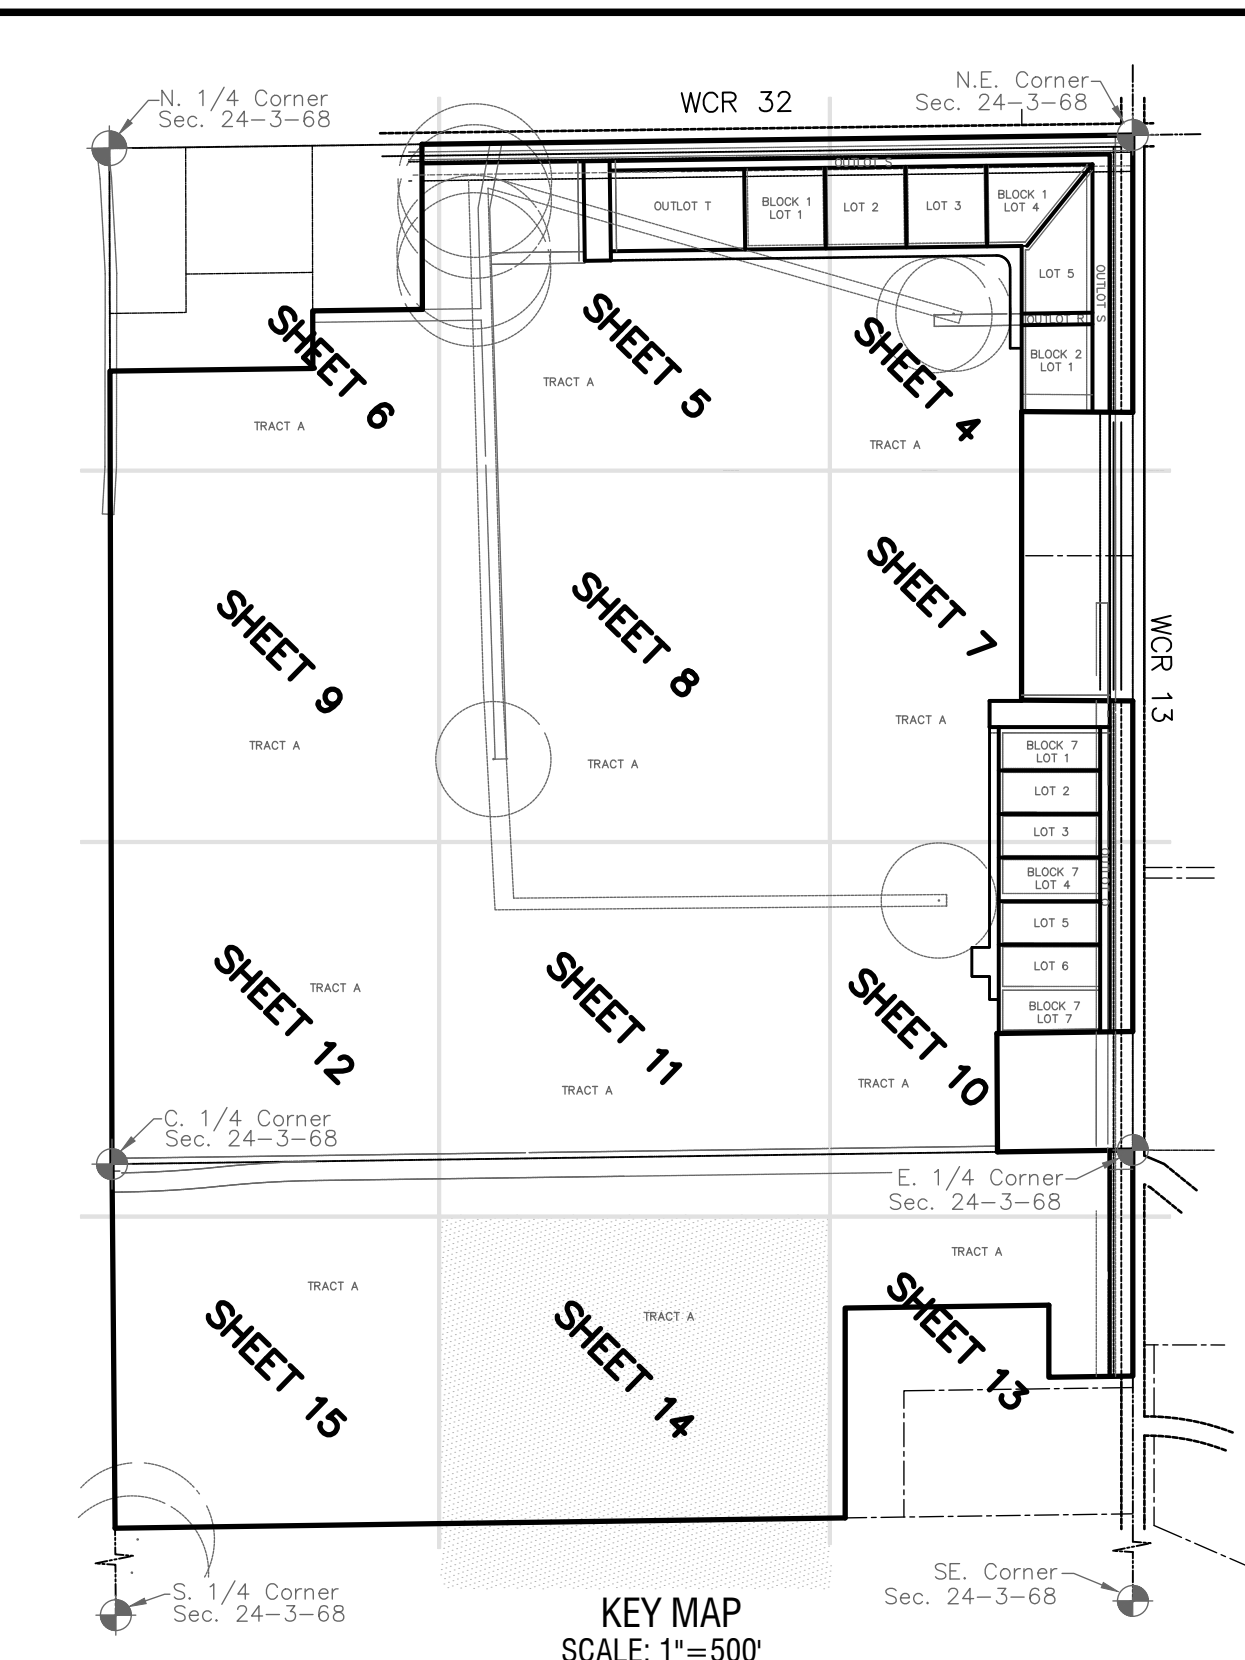 N. 1/4 Corner
Sec. 24-3-68
WCR 32
N.E. Corner
Sec. 24-3-68
OUTLOT S
OUTLOT T
BLOCK 1
LOT 1
LOT 2
LOT 3
BLOCK 1
LOT 4
LOT 5
OUTLOT S
OUTLOT R
BLOCK 2
LOT 1
SHEET 6
SHEET 5
SHEET 4
TRACT A
TRACT A
TRACT A
SHEET 9
SHEET 8
SHEET 7
WCR 13
TRACT A
TRACT A
TRACT A
BLOCK 7
LOT 1
LOT 2
LOT 3
BLOCK 7
LOT 4
LOT 5
LOT 6
BLOCK 7
LOT 7
SHEET 12
SHEET 11
SHEET 10
TRACT A
TRACT A
TRACT A
C. 1/4 Corner
Sec. 24-3-68
E. 1/4 Corner
Sec. 24-3-68
TRACT A
TRACT A
TRACT A
SHEET 15
SHEET 14
SHEET 13
S. 1/4 Corner
Sec. 24-3-68
SE. Corner
Sec. 24-3-68
KEY MAP
SCALE: 1"=500'